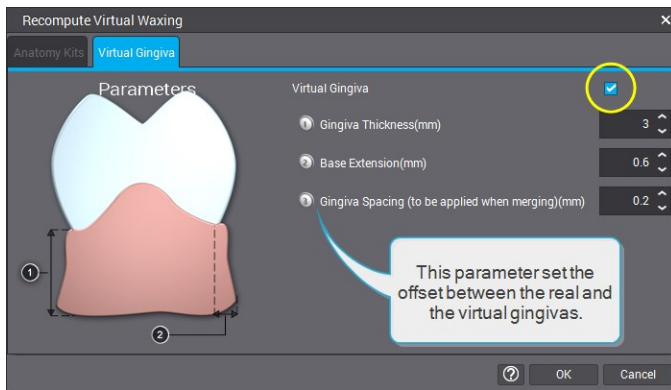 Recompute Virtual Waxing
Anatomy Kits
Virtual Gingiva
Parameters
Virtual Gingiva
1 Gingiva Thickness(mm)
3
2 Base Extension(mm)
0.6
3 Gingiva Spacing (to be applied when merging)(mm)
0.2
This parameter set the
offset between the real and
the virtual gingivas.
1
2
? OK Cancel